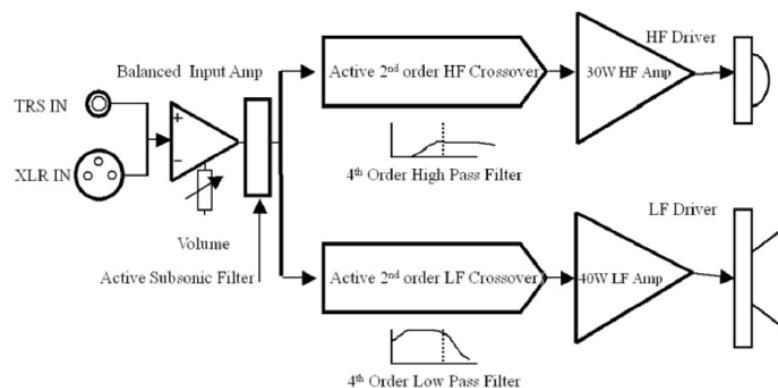 HF Driver
Balanced Input Amp
TRS IN
Active 2nd order HF Crossover
30W HF Amp
+
−
XLR IN
4th Order High Pass Filter
Volume
LF Driver
Active Subsonic Filter
Active 2nd order LF Crossover
40W LF Amp
4th Order Low Pass Filter